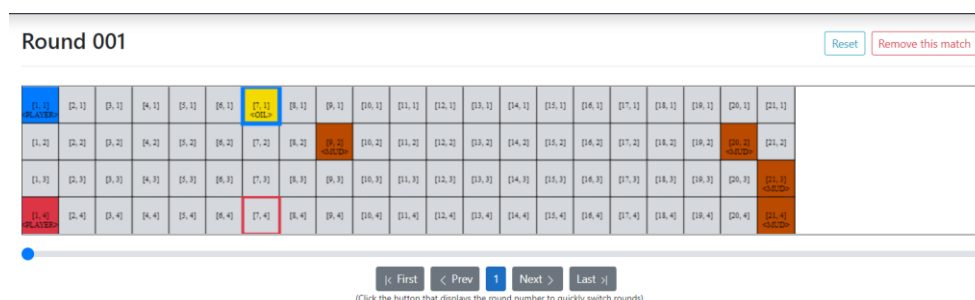 Round 001
Reset
Remove this match
[1, 1] [2, 1] [3, 1] [4, 1] [5, 1] [6, 1] [7, 1] [8, 1] [9, 1] [10, 1] [11, 1] [12, 1] [13, 1] [14, 1] [15, 1] [16, 1] [17, 1] [18, 1] [19, 1] [20, 1] [21, 1]
<PLAYER> <OIL>
[1, 2] [2, 2] [3, 2] [4, 2] [5, 2] [6, 2] [7, 2] [8, 2] [9, 2] [10, 2] [11, 2] [12, 2] [13, 2] [14, 2] [15, 2] [16, 2] [17, 2] [18, 2] [19, 2] [20, 2] [21, 2]
<MUD> <MUD>
[1, 3] [2, 3] [3, 3] [4, 3] [5, 3] [6, 3] [7, 3] [8, 3] [9, 3] [10, 3] [11, 3] [12, 3] [13, 3] [14, 3] [15, 3] [16, 3] [17, 3] [18, 3] [19, 3] [20, 3] [21, 3]
<MUD>
[1, 4] [2, 4] [3, 4] [4, 4] [5, 4] [6, 4] [7, 4] [8, 4] [9, 4] [10, 4] [11, 4] [12, 4] [13, 4] [14, 4] [15, 4] [16, 4] [17, 4] [18, 4] [19, 4] [20, 4] [21, 4]
<PLAYER> <MUD>
|< First < Prev 1 Next > Last >|
(Click the button that displays the round number to quickly switch rounds)